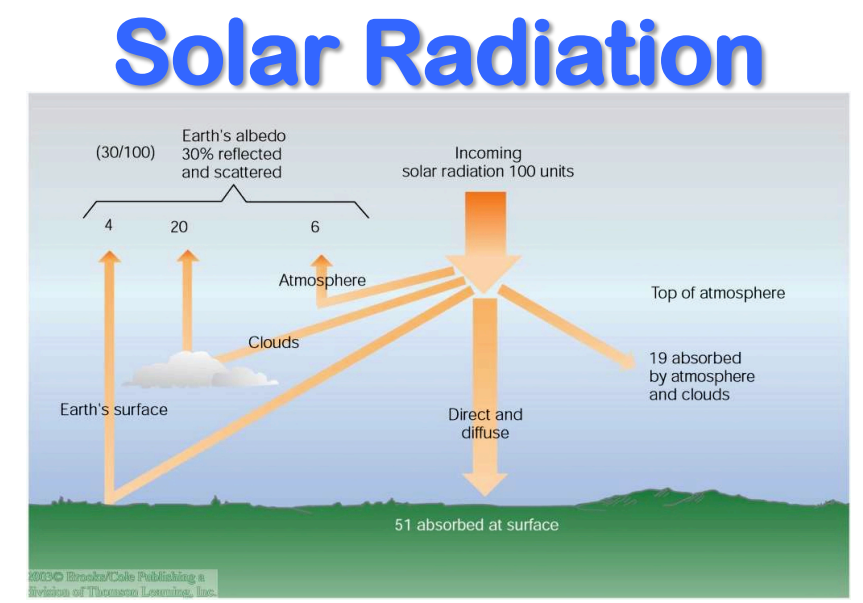 Solar Radiation
(30/100)
Earth's albedo
30% reflected
and scattered
Incoming
solar radiation 100 units
4
20
6
Atmosphere
Top of atmosphere
Clouds
19 absorbed
by atmosphere
and clouds
Earth's surface
Direct and
diffuse
51 absorbed at surface
2003© Brooks/Cole Publishing a
division of Thomson Learning, Inc.